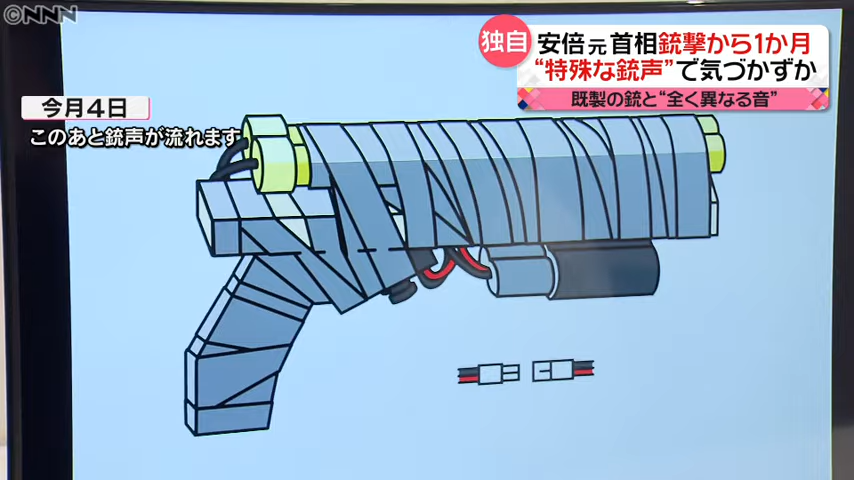 ©NNN
独自
安倍元首相銃撃から1か月
“特殊な銃声”で気づかずか
既製の銃と“全く異なる音”
今月4日
このあと銃声が流れます